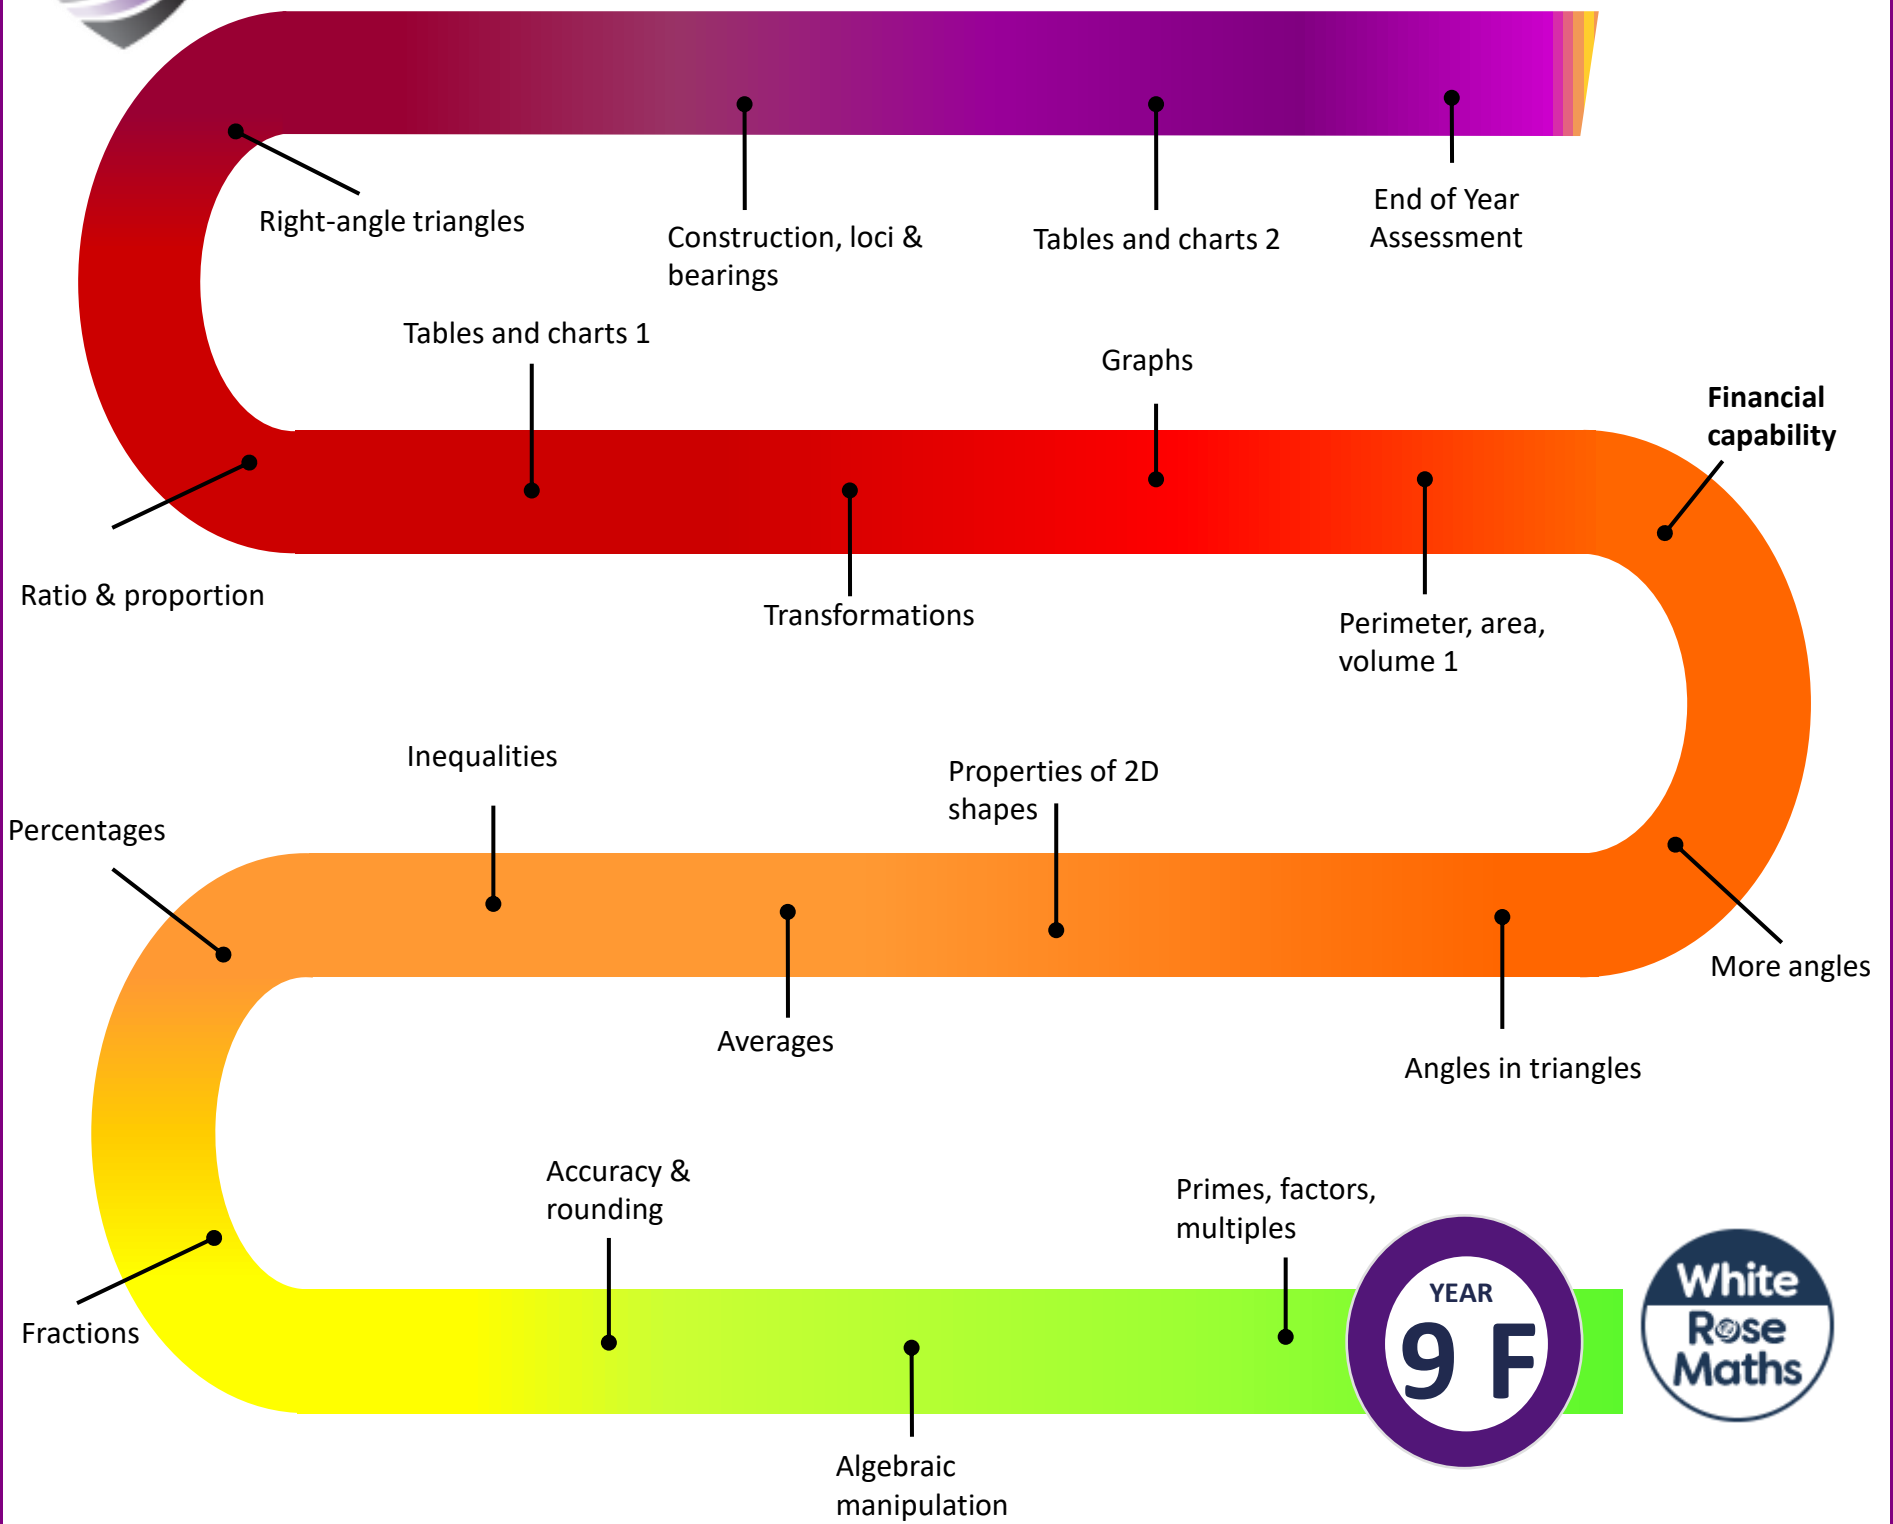 Right-angle triangles
Construction, loci &
bearings
Tables and charts 2
End of Year
Assessment
Tables and charts 1
Graphs
Financial
capability
Ratio & proportion
Transformations
Perimeter, area,
volume 1
Inequalities
Properties of 2D
shapes
Percentages
More angles
Averages
Angles in triangles
Accuracy &
rounding
Primes, factors,
multiples
Fractions
YEAR
9 F
White
Rose
Maths
Algebraic
manipulation